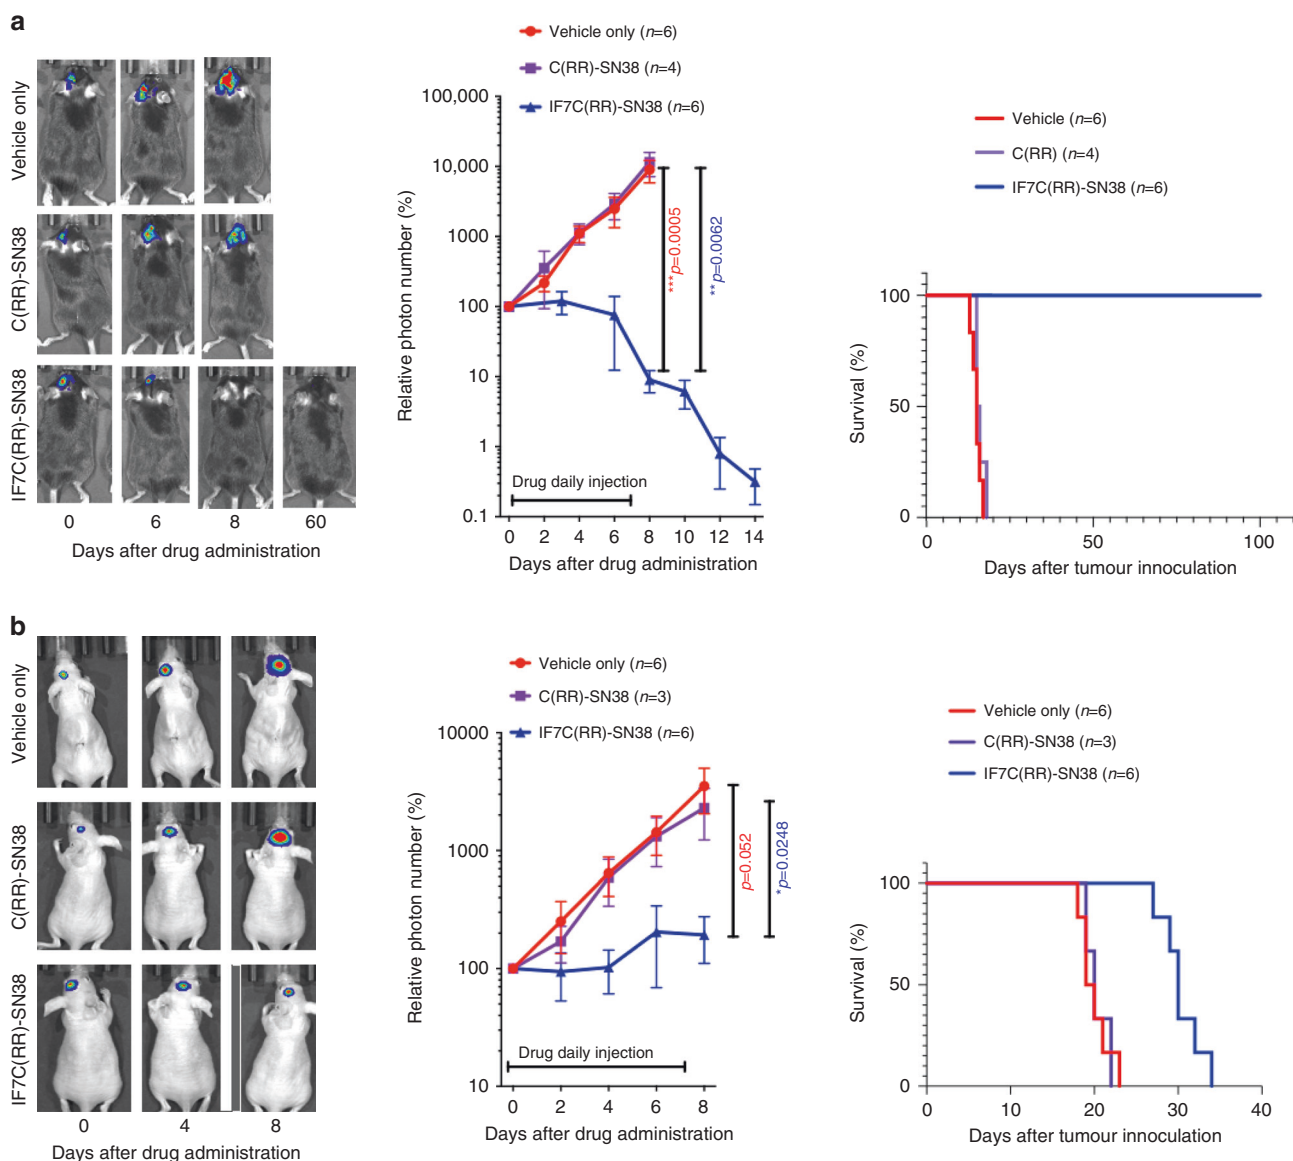 a
Vehicle only
C(RR)-SN38
IF7C(RR)-SN38
0 6 8 60
Days after drug administration
Vehicle only (n=6)
C(RR)-SN38 (n=4)
IF7C(RR)-SN38 (n=6)
Relative photon number (%)
100,000
10,000
1000
100
10
1
0.1
***p=0.0005
**p=0.0062
Drug daily injection
0 2 4 6 8 10 12 14
Days after drug administration
Vehicle (n=6)
C(RR) (n=4)
IF7C(RR)-SN38 (n=6)
Survival (%)
100
50
0
0 50 100
Days after tumour innoculation
b
Vehicle only
C(RR)-SN38
IF7C(RR)-SN38
0 4 8
Days after drug administration
Vehicle only (n=6)
C(RR)-SN38 (n=3)
IF7C(RR)-SN38 (n=6)
Relative photon number (%)
10000
1000
100
10
p=0.052
*p=0.0248
Drug daily injection
0 2 4 6 8
Days after drug administration
Vehicle only (n=6)
C(RR)-SN38 (n=3)
IF7C(RR)-SN38 (n=6)
Survival (%)
100
50
0
0 10 20 30 40
Days after tumour innoculation